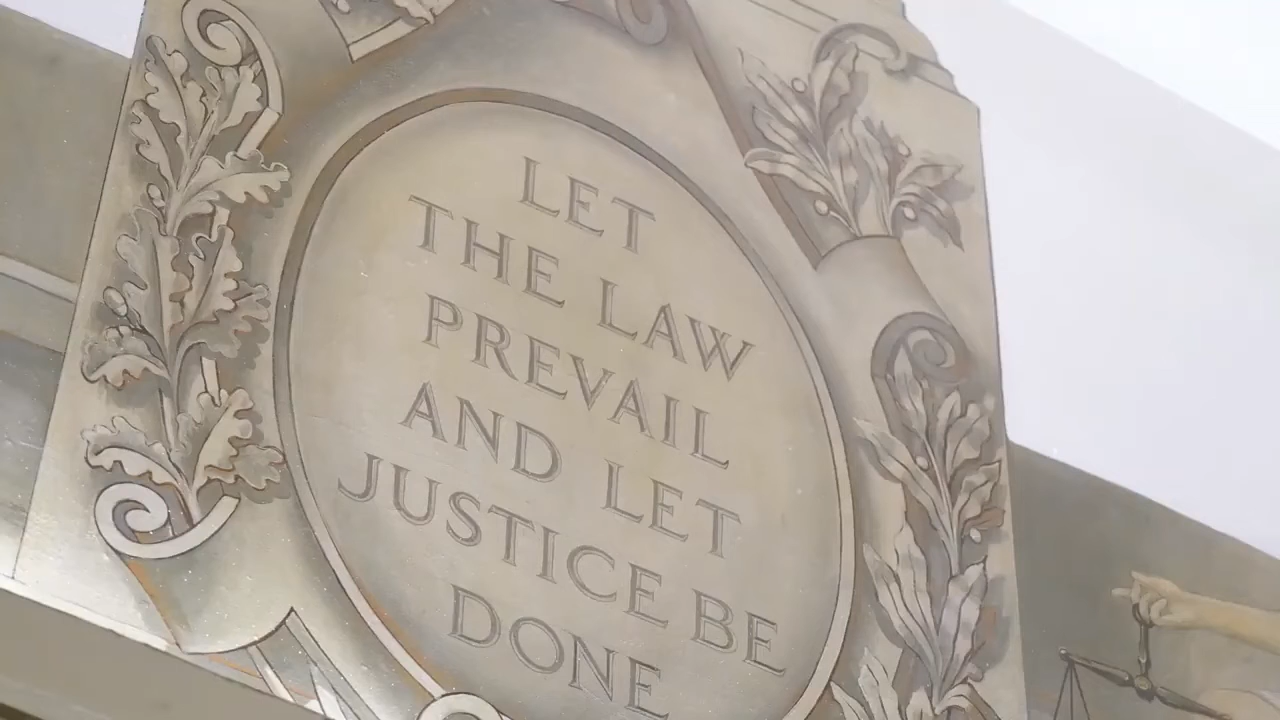 LET
THE LAW
PREVAIL
AND LET
JUSTICE BE
DONE